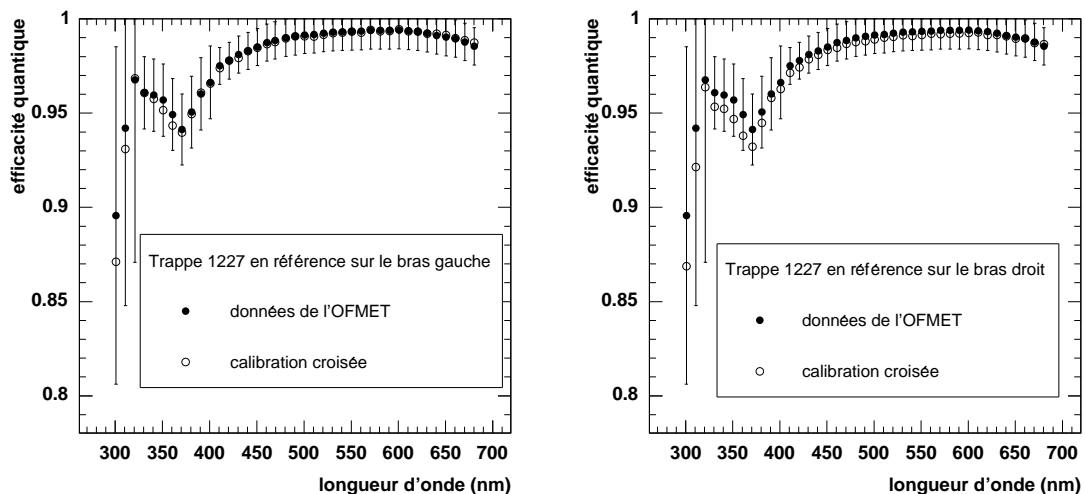 efficacité quantique
1
0.95
0.9
0.85
0.8
Trappe 1227 en référence sur le bras gauche
données de l'OFMET
calibration croisée
300 350 400 450 500 550 600 650 700
longueur d'onde (nm)
efficacité quantique
1
0.95
0.9
0.85
0.8
Trappe 1227 en référence sur le bras droit
données de l'OFMET
calibration croisée
300 350 400 450 500 550 600 650 700
longueur d'onde (nm)